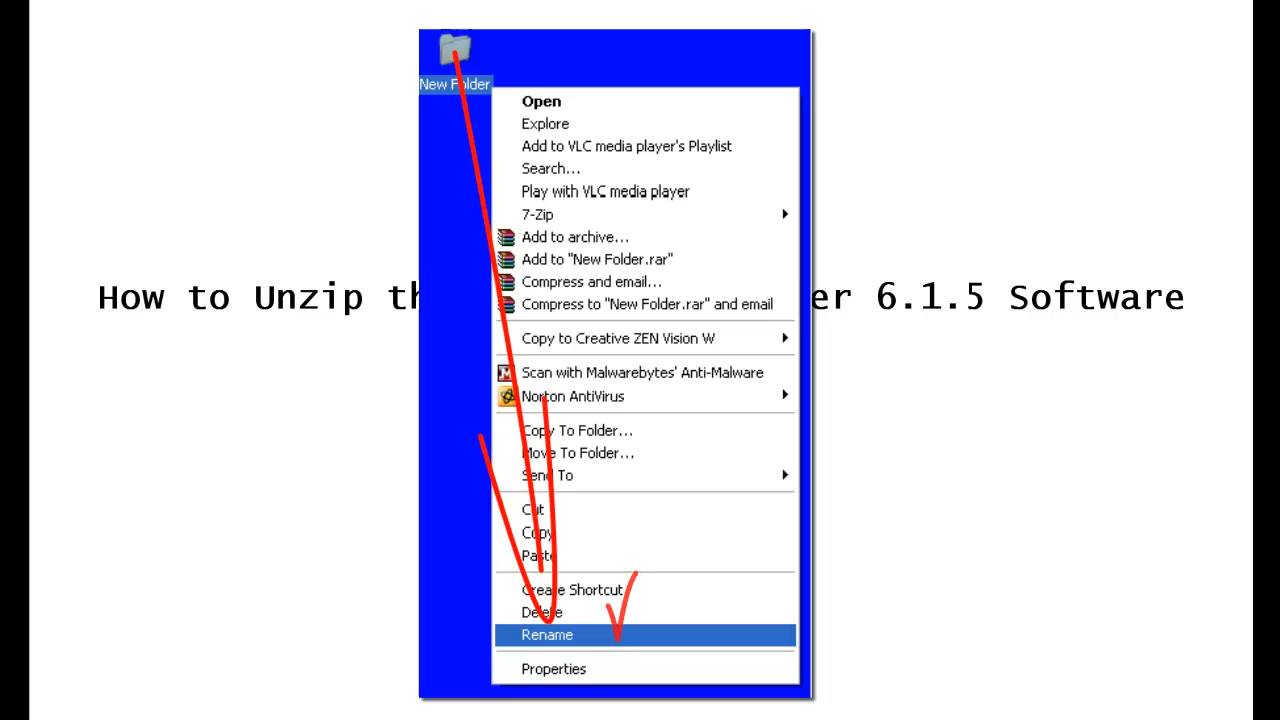 New Folder
Open
Explore
Add to VLC media player's Playlist
Search...
Play with VLC media player
7-Zip
Add to archive...
Add to "New Folder.rar"
Compress and email...
How to Unzip th er 6.1.5 Software
Compress to "New Folder.rar" and email
Copy to Creative ZEN Vision W
Scan with Malwarebytes' Anti-Malware
Norton AntiVirus
Copy To Folder...
Move To Folder...
Send To
Cut
Copy
Paste
Create Shortcut
Delete
Rename
Properties